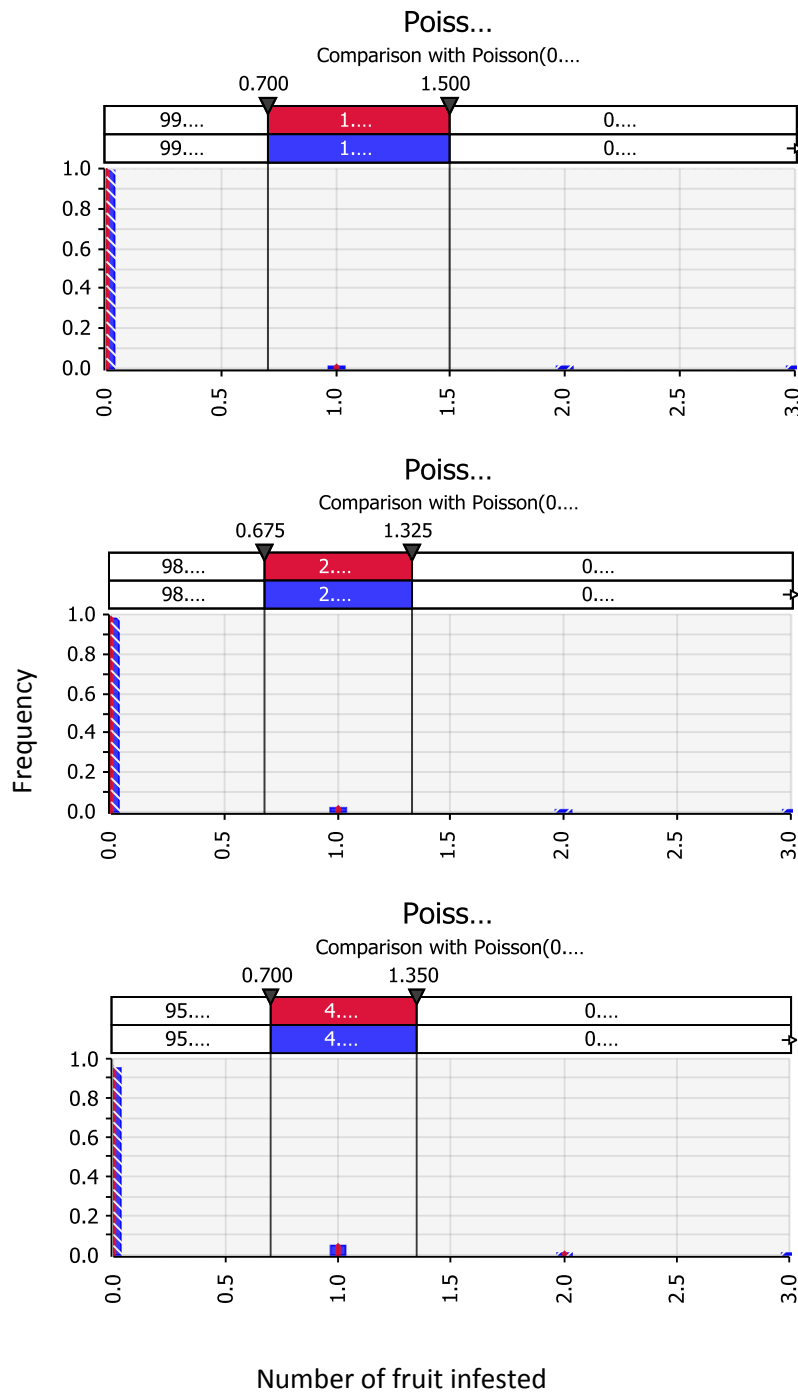 Poiss...
Comparison with Poisson(0....
0.700 1.500
99.... 1.... 0....
99.... 1.... 0....
1.0
0.8
0.6
0.4
0.2
0.0
0.0 0.5 1.0 1.5 2.0 2.5 3.0
Poiss...
Comparison with Poisson(0....
0.675 1.325
98.... 2.... 0....
98.... 2.... 0....
1.0
0.8
0.6
0.4
0.2
0.0
0.0 0.5 1.0 1.5 2.0 2.5 3.0
Frequency
Poiss...
Comparison with Poisson(0....
0.700 1.350
95.... 4.... 0....
95.... 4.... 0....
1.0
0.8
0.6
0.4
0.2
0.0
0.0 0.5 1.0 1.5 2.0 2.5 3.0
Number of fruit infested